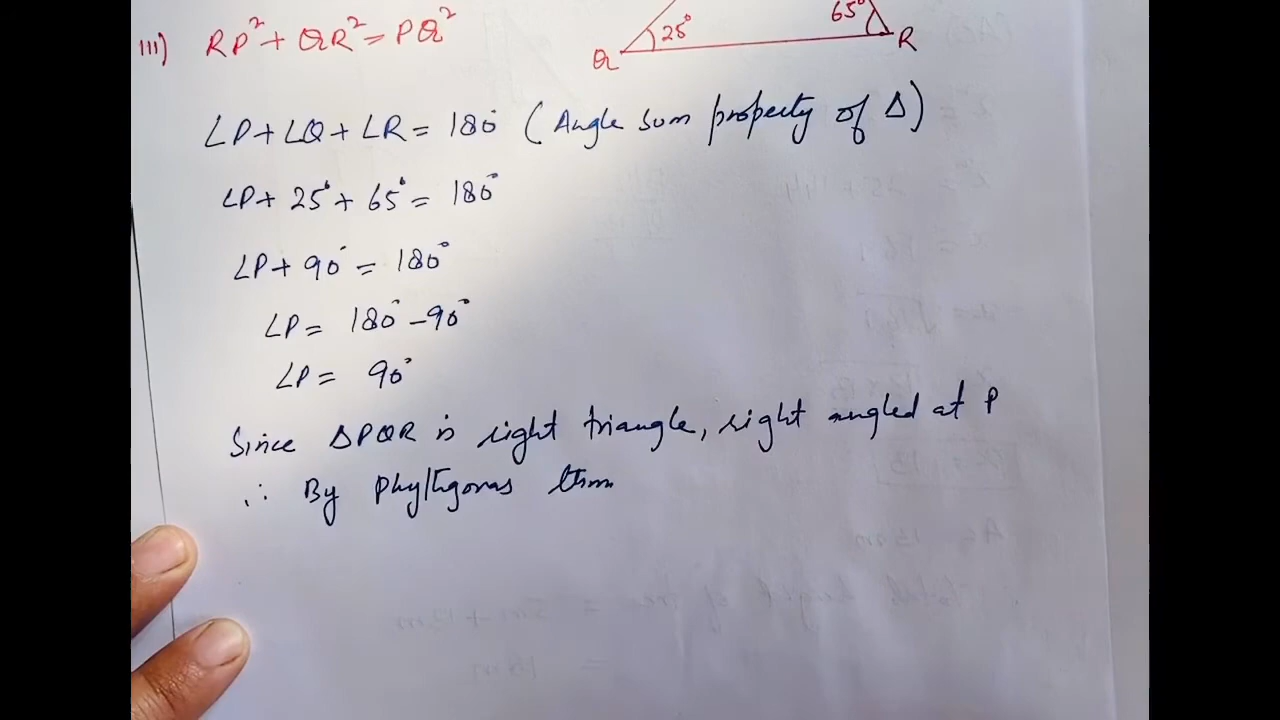 III) RP² + QR² = PQ²
25°
65°
Q
R
∠P + ∠Q + ∠R = 180° (Angle sum property of Δ)
∠P + 25° + 65° = 180°
∠P + 90° = 180°
∠P = 180° - 90°
∠P = 90°
Since ΔPQR is right triangle, right angled at P
∴ By Phyltgoras thm